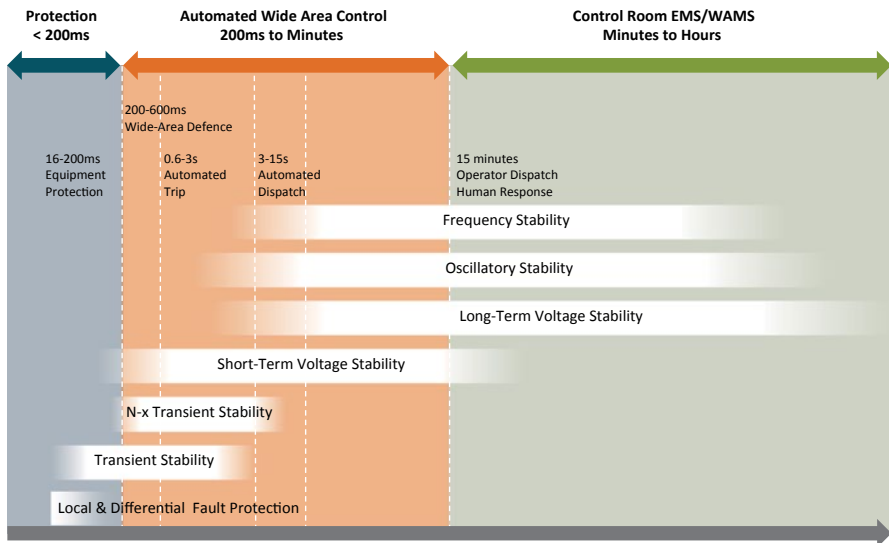 Protection
< 200ms
Automated Wide Area Control
200ms to Minutes
Control Room EMS/WAMS
Minutes to Hours
200-600ms
Wide-Area Defence
16-200ms
Equipment
Protection
0.6-3s
Automated
Trip
3-15s
Automated
Dispatch
15 minutes
Operator Dispatch
Human Response
Frequency Stability
Oscillatory Stability
Long-Term Voltage Stability
Short-Term Voltage Stability
N-x Transient Stability
Transient Stability
Local & Differential Fault Protection